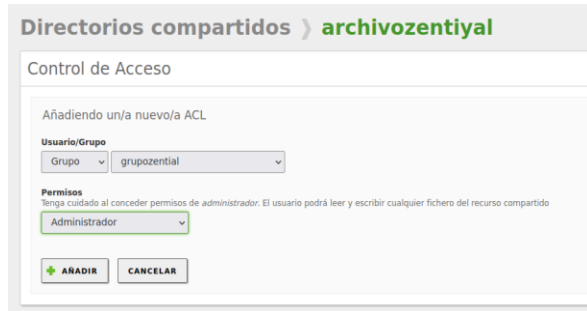 Directorios compartidos ⟩ archivozentiyal
Control de Acceso
Añadiendo un/a nuevo/a ACL
Usuario/Grupo
Grupo grupozential
Permisos
Tenga cuidado al conceder permisos de administrador. El usuario podrá leer y escribir cualquier fichero del recurso compartido
Administrador
AÑADIR CANCELAR